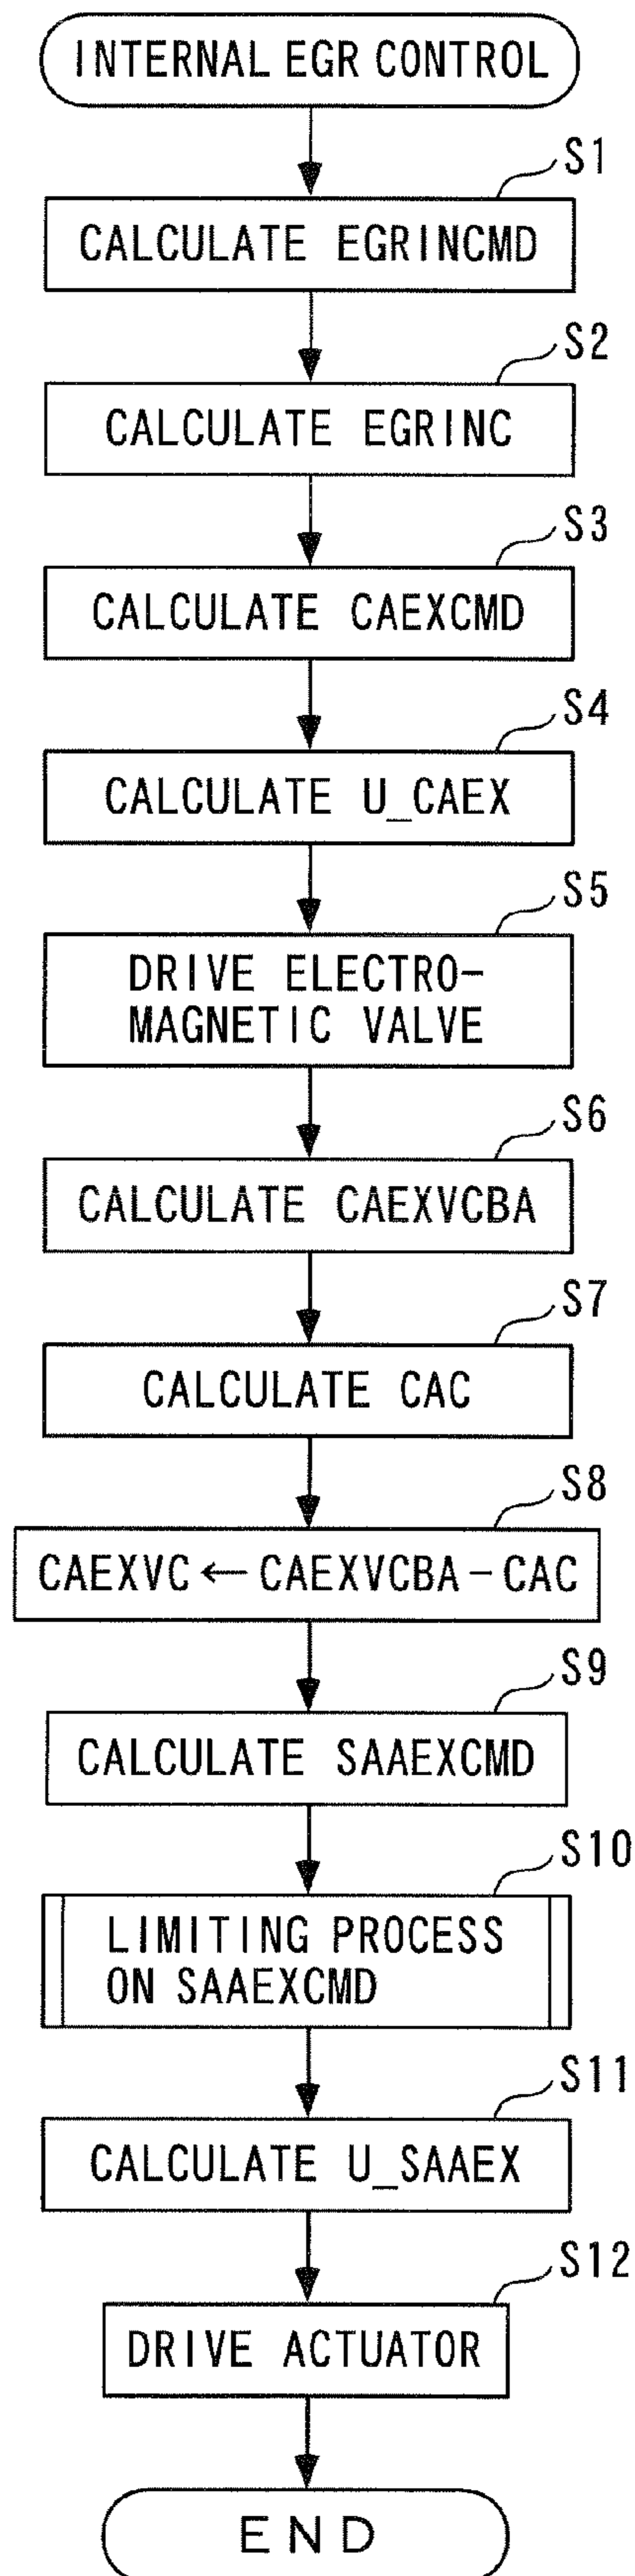 INTERNAL EGR CONTROL
S1
CALCULATE EGRINCMD
S2
CALCULATE EGRINC
S3
CALCULATE CAEXCMD
S4
CALCULATE U_CAEX
S5
DRIVE ELECTRO-
MAGNETIC VALVE
S6
CALCULATE CAEXVCBA
S7
CALCULATE CAC
S8
CAEXVC ← CAEXVCBA - CAC
S9
CALCULATE SAAEXCMD
S10
LIMITING PROCESS
ON SAAEXCMD
S11
CALCULATE U_SAAEX
S12
DRIVE ACTUATOR
END